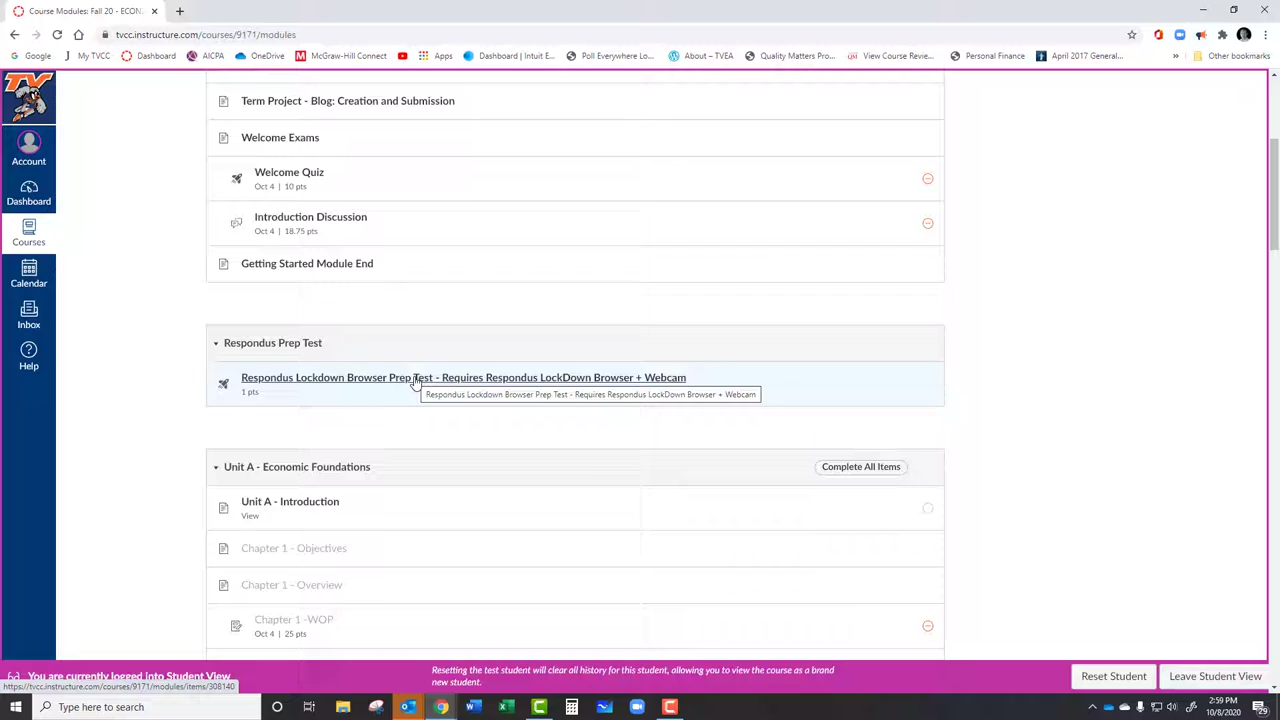 Course Modules: Fall 20 - ECON
tvcc.instructure.com/courses/9171/modules
Google
My TVCC
Dashboard
AICPA
OneDrive
McGraw-Hill Connect
Apps
Dashboard | Intuit E...
Poll Everywhere Lo...
About – TVEA
Quality Matters Pro...
View Course Revie...
Personal Finance
April 2017 General...
Other bookmarks
TV
Account
Dashboard
Courses
Calendar
Inbox
Help
Term Project - Blog: Creation and Submission
Welcome Exams
Welcome Quiz
Oct 4 | 10 pts
Introduction Discussion
Oct 4 | 18.75 pts
Getting Started Module End
Respondus Prep Test
Respondus Lockdown Browser Prep Test - Requires Respondus LockDown Browser + Webcam
1 pts
Respondus Lockdown Browser Prep Test - Requires Respondus LockDown Browser + Webcam
Unit A - Economic Foundations
Complete All Items
Unit A - Introduction
View
Chapter 1 - Objectives
Chapter 1 - Overview
Chapter 1 -WOP
Oct 4 | 25 pts
You are currently logged into Student View
Resetting the test student will clear all history for this student, allowing you to view the course as a brand
new student.
Reset Student
Leave Student View
https://tvcc.instructure.com/courses/9171/modules/items/308140
Type here to search
2:59 PM
10/8/2020